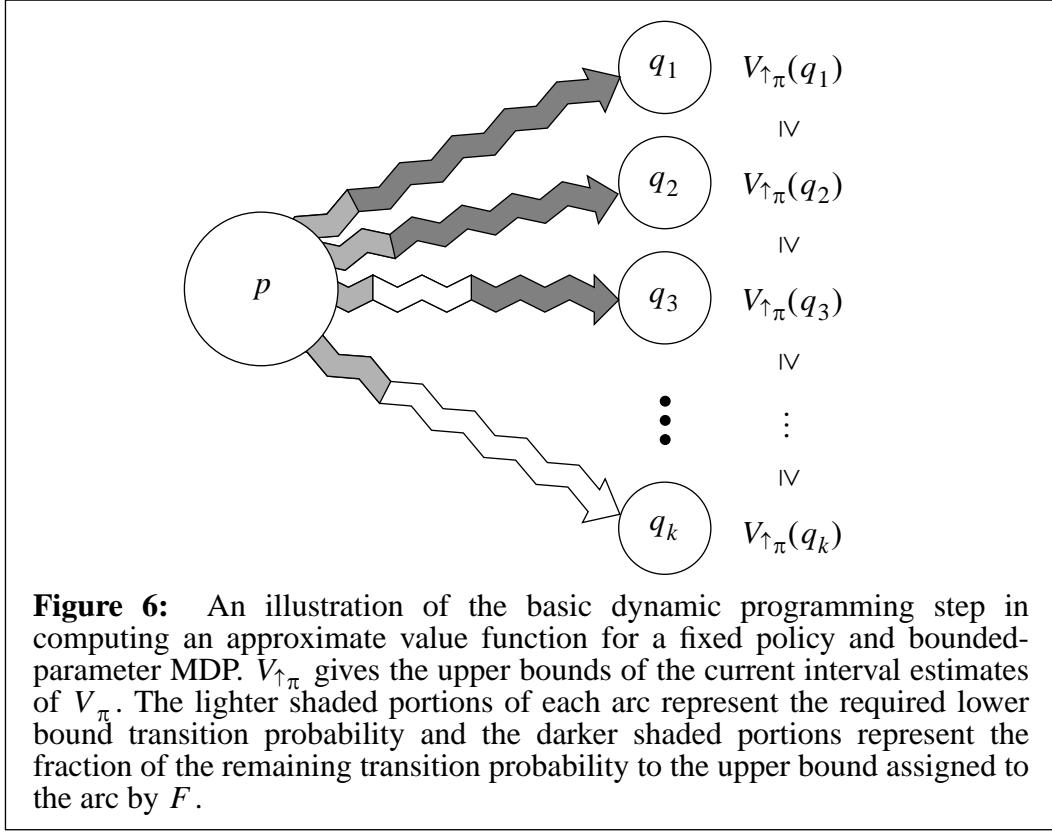 q1 V↑π(q1)
≥
q2 V↑π(q2)
≥
p q3 V↑π(q3)
≥
⋮
≥
qk V↑π(qk)
Figure 6: An illustration of the basic dynamic programming step in
computing an approximate value function for a fixed policy and bounded-
parameter MDP. V↑π gives the upper bounds of the current interval estimates
of Vπ. The lighter shaded portions of each arc represent the required lower
bound transition probability and the darker shaded portions represent the
fraction of the remaining transition probability to the upper bound assigned to
the arc by F.